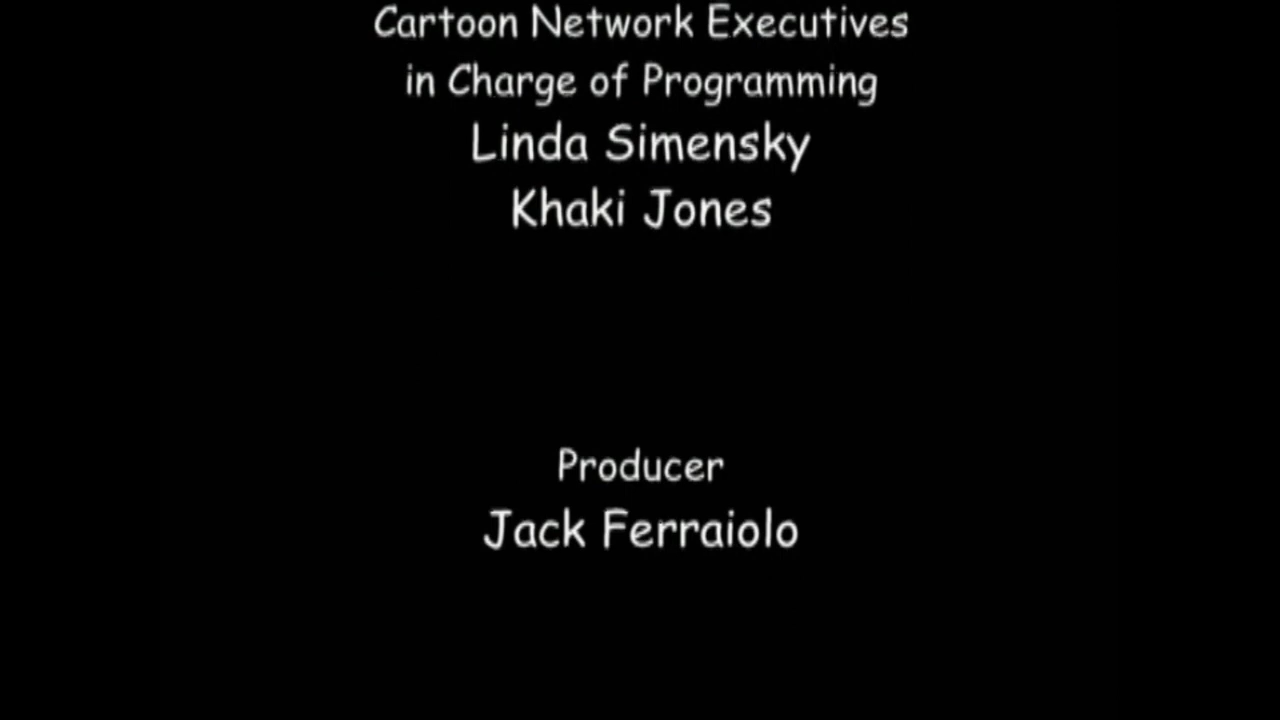 Cartoon Network Executives
in Charge of Programming
Linda Simensky
Khaki Jones
Producer
Jack Ferraiolo